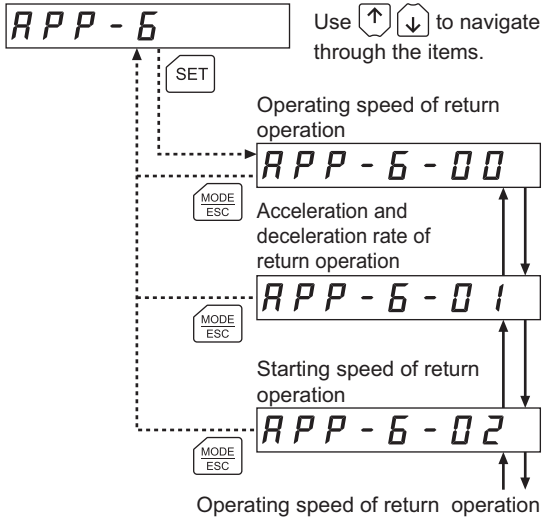 APP-6
Use ↑ ↓ to navigate
through the items.
SET
Operating speed of return
operation
APP-6-00
MODE
ESC
Acceleration and
deceleration rate of
return operation
APP-6-01
MODE
ESC
Starting speed of return
operation
APP-6-02
MODE
ESC
Operating speed of return operation